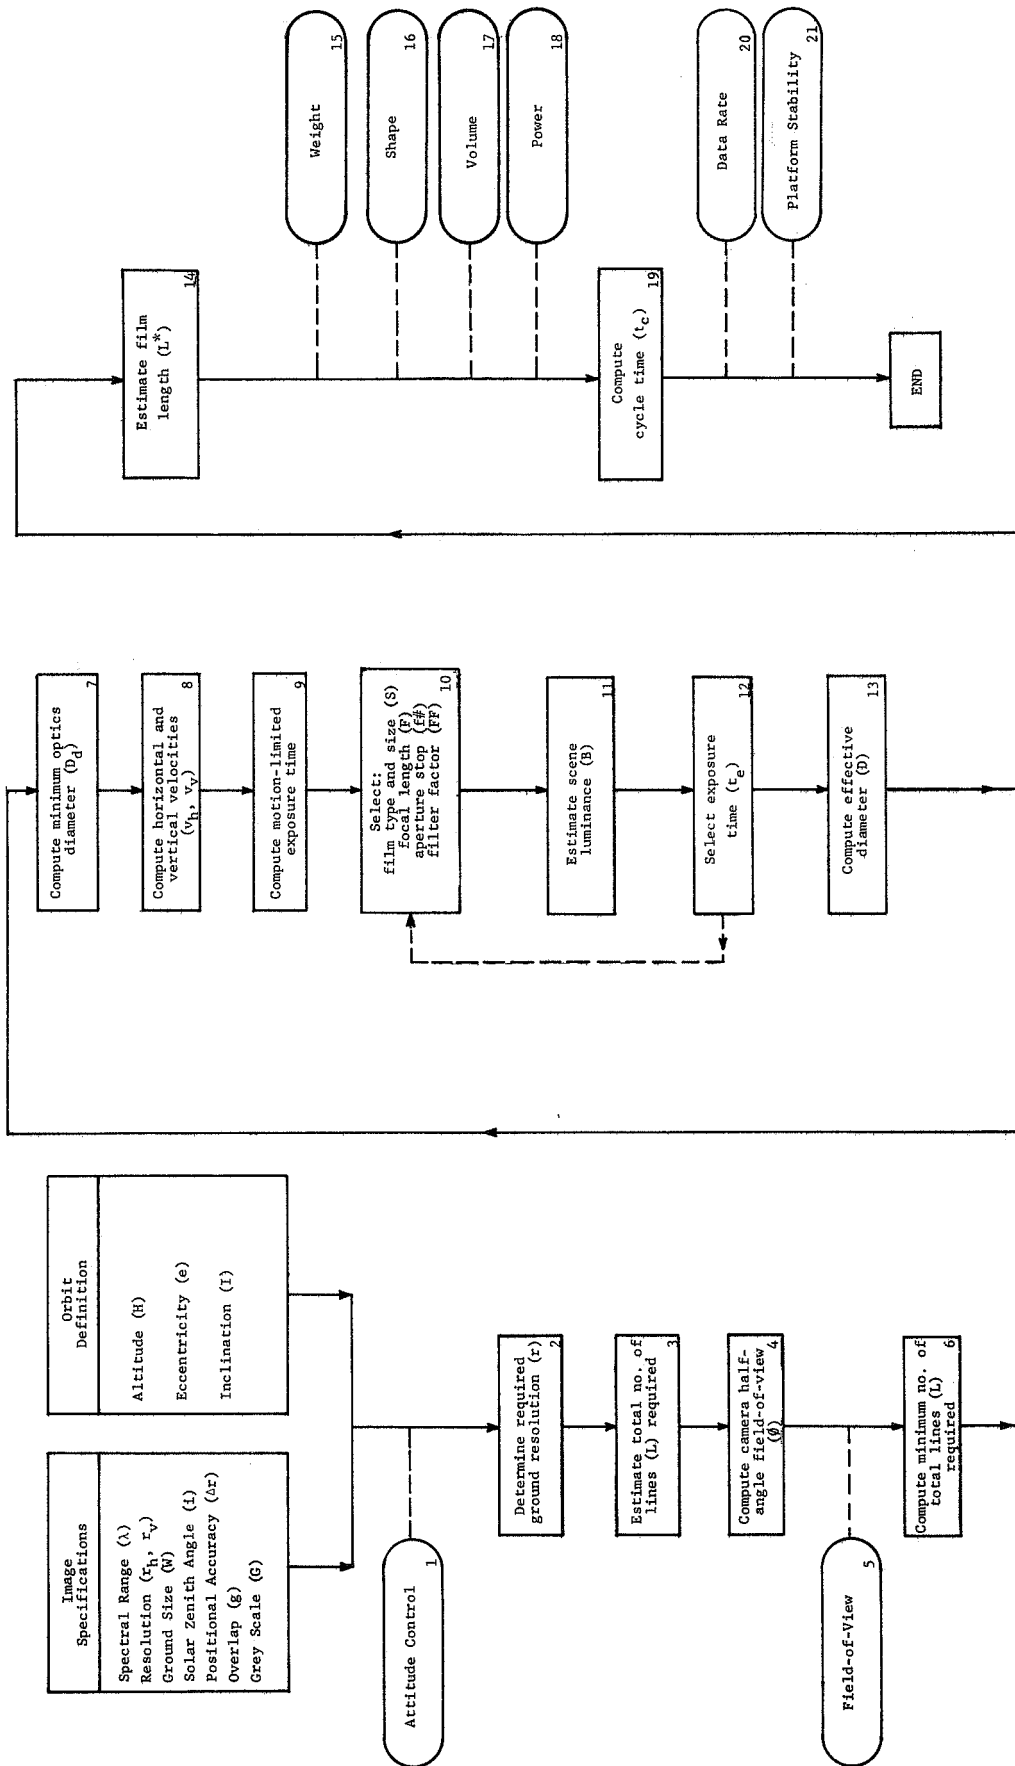 Image
Specifications
Spectral Range (λ)
Resolution (r_h, r_v)
Ground Size (W)
Solar Zenith Angle (i)
Positional Accuracy (Δr)
Overlap (g)
Grey Scale (G)
Orbit
Definition
Altitude (H)
Eccentricity (e)
Inclination (I)
Attitude Control
1
Determine required
ground resolution (r)
2
Estimate total no. of
lines (L) required
3
Compute camera half-
angle field-of-view
(Ø)
4
Field-of-View
5
Compute minimum no. of
total lines (L)
required
6
Compute minimum optics
diameter (D_d)
7
Compute horizontal and
vertical velocities
(v_h, v_v)
8
Compute motion-limited
exposure time
9
Select:
film type and size (S)
focal length (F)
aperture stop (f#)
filter factor (FF)
10
Estimate scene
luminance (B)
11
Select exposure
time (t_e)
12
Compute effective
diameter (D)
13
Estimate film
length (L*)
14
Weight
15
Shape
16
Volume
17
Power
18
Compute
cycle time (t_c)
19
Data Rate
20
Platform Stability
21
END